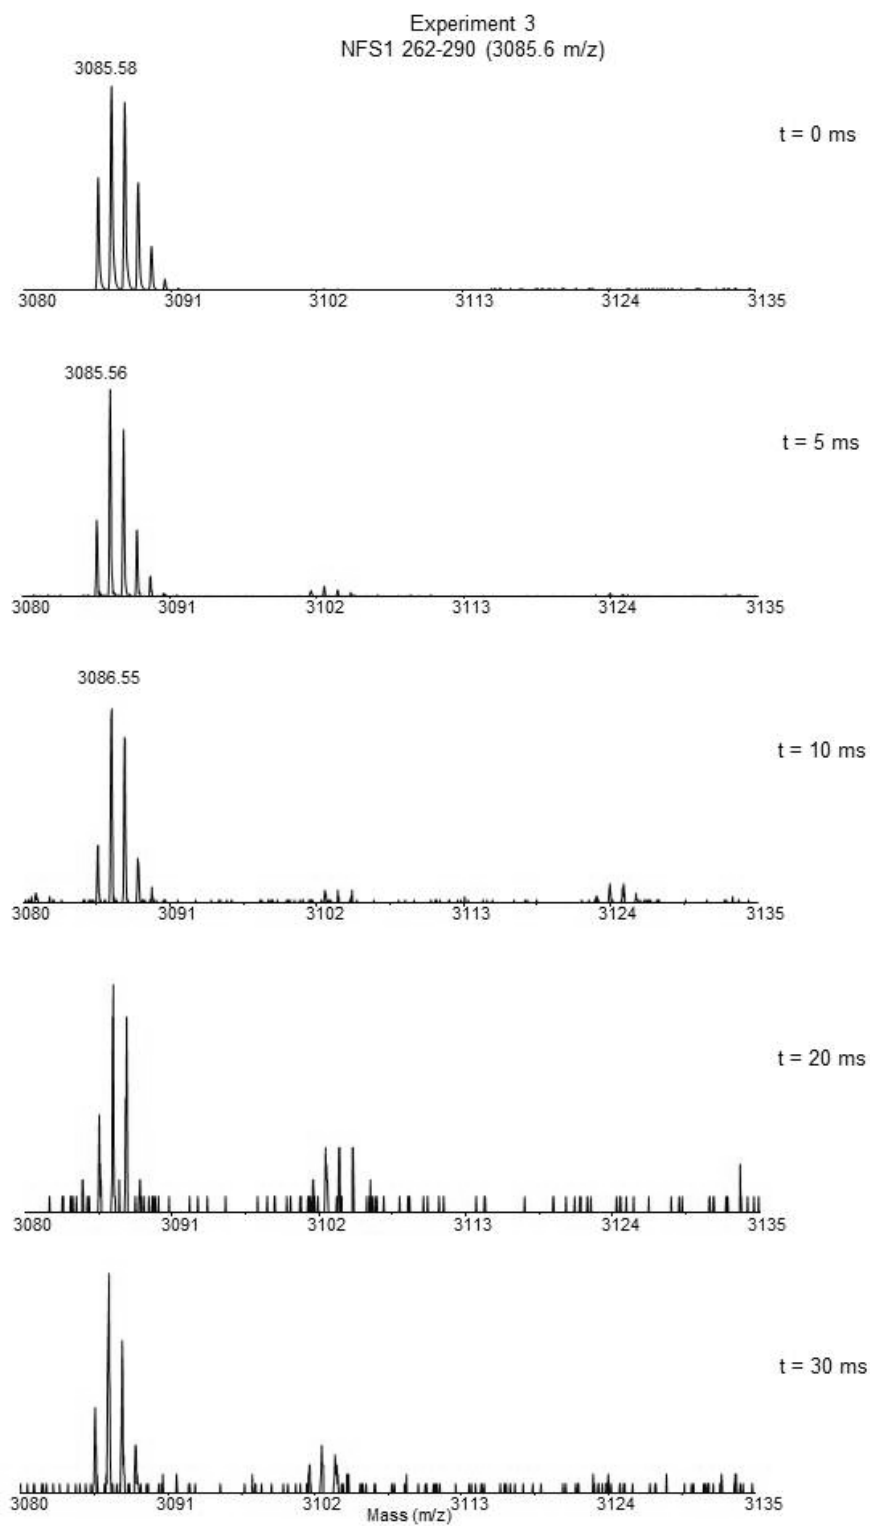 Experiment 3
NFS1 262-290 (3085.6 m/z)
3085.58
t = 0 ms
3080 3091 3102 3113 3124 3135
3085.56
t = 5 ms
3080 3091 3102 3113 3124 3135
3086.55
t = 10 ms
3080 3091 3102 3113 3124 3135
t = 20 ms
3080 3091 3102 3113 3124 3135
t = 30 ms
3080 3091 3102 3113 3124 3135
Mass (m/z)